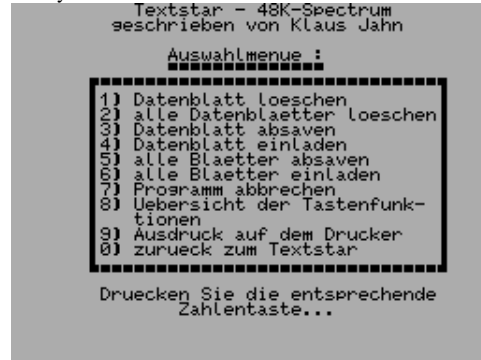 Textstar - 48K-Spectrum
geschrieben von Klaus Jahn
Auswahlmenue :
1) Datenblatt loeschen
2) alle Datenblaetter loeschen
3) Datenblatt absaven
4) Datenblatt einladen
5) alle Blaetter absaven
6) alle Blaetter einladen
7) Programm abbrechen
8) Uebersicht der Tastenfunk-
tionen
9) Ausdruck auf dem Drucker
0) zurueck zum Textstar
Druecken Sie die entsprechende
Zahlentaste...